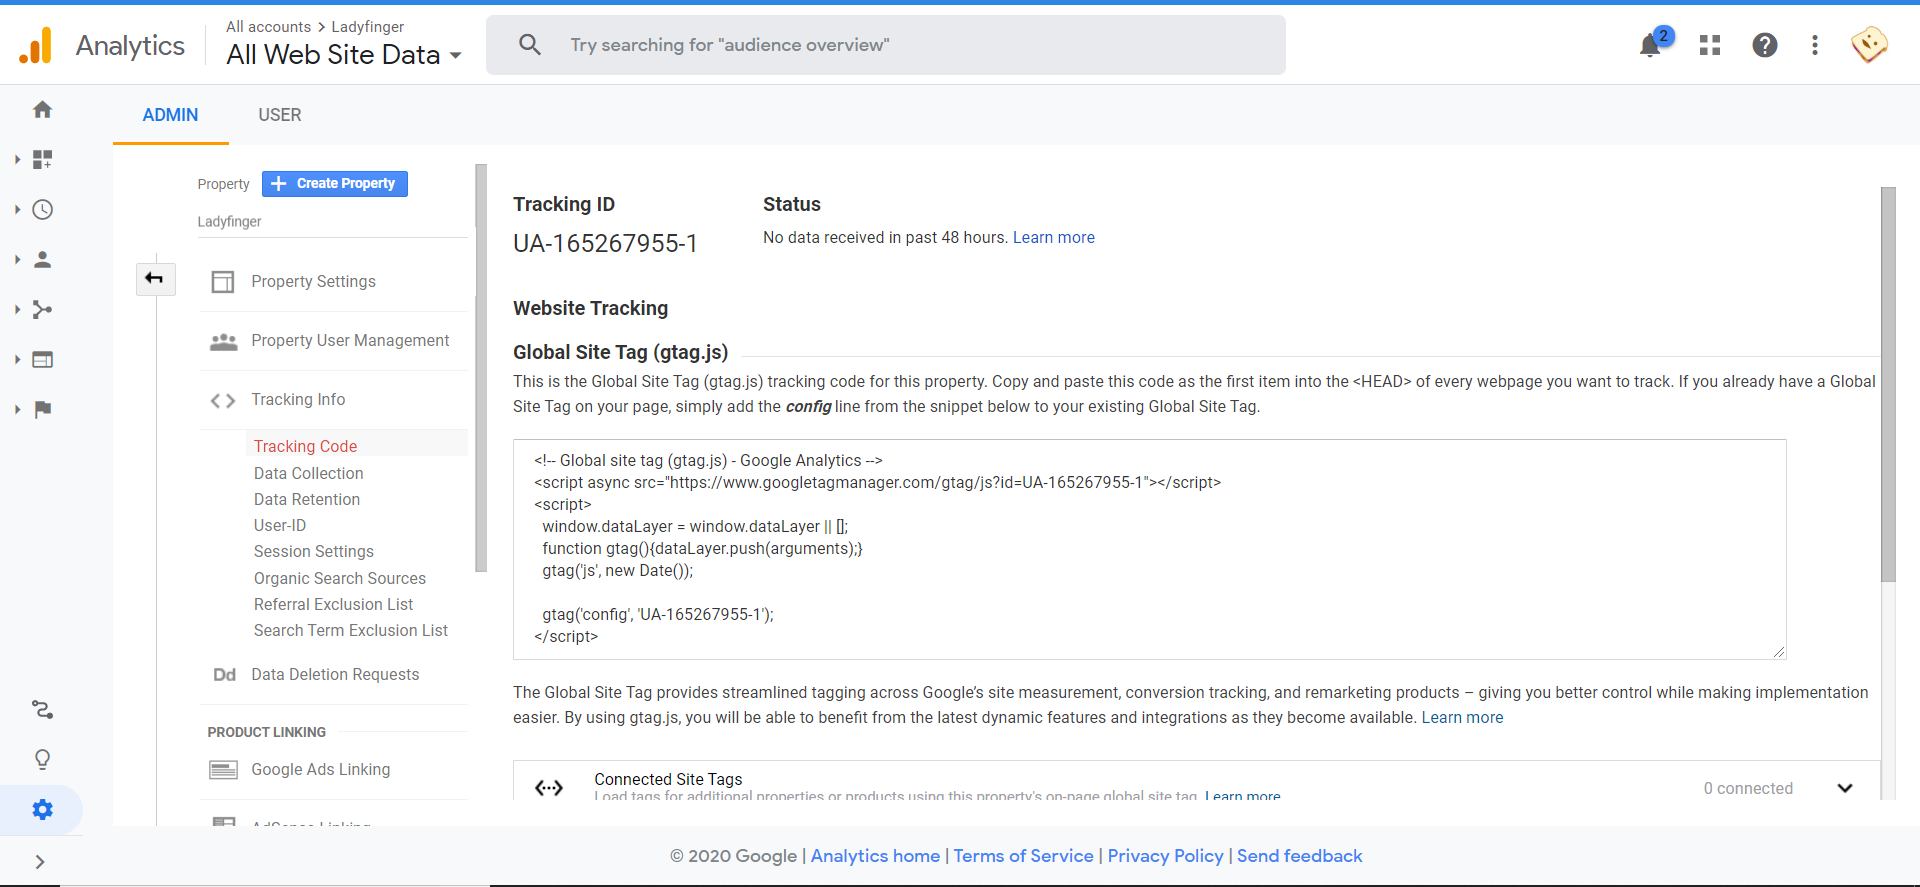 Analytics
All accounts > Ladyfinger
All Web Site Data
Try searching for "audience overview"
2
ADMIN
USER
Property
Create Property
Ladyfinger
Property Settings
Property User Management
Tracking Info
Tracking Code
Data Collection
Data Retention
User-ID
Session Settings
Organic Search Sources
Referral Exclusion List
Search Term Exclusion List
Dd Data Deletion Requests
PRODUCT LINKING
Google Ads Linking
AdSense Linking
Tracking ID
UA-165267955-1
Status
No data received in past 48 hours. Learn more
Website Tracking
Global Site Tag (gtag.js)
This is the Global Site Tag (gtag.js) tracking code for this property. Copy and paste this code as the first item into the <HEAD> of every webpage you want to track. If you already have a Global
Site Tag on your page, simply add the config line from the snippet below to your existing Global Site Tag.
<!-- Global site tag (gtag.js) - Google Analytics -->
<script async src="https://www.googletagmanager.com/gtag/js?id=UA-165267955-1"></script>
<script>
window.dataLayer = window.dataLayer || [];
function gtag(){dataLayer.push(arguments);}
gtag('js', new Date());
gtag('config', 'UA-165267955-1');
</script>
The Global Site Tag provides streamlined tagging across Google’s site measurement, conversion tracking, and remarketing products – giving you better control while making implementation
easier. By using gtag.js, you will be able to benefit from the latest dynamic features and integrations as they become available. Learn more
Connected Site Tags
Load tags for additional properties or products using this property's on-page global site tag. Learn more
0 connected
© 2020 Google | Analytics home | Terms of Service | Privacy Policy | Send feedback